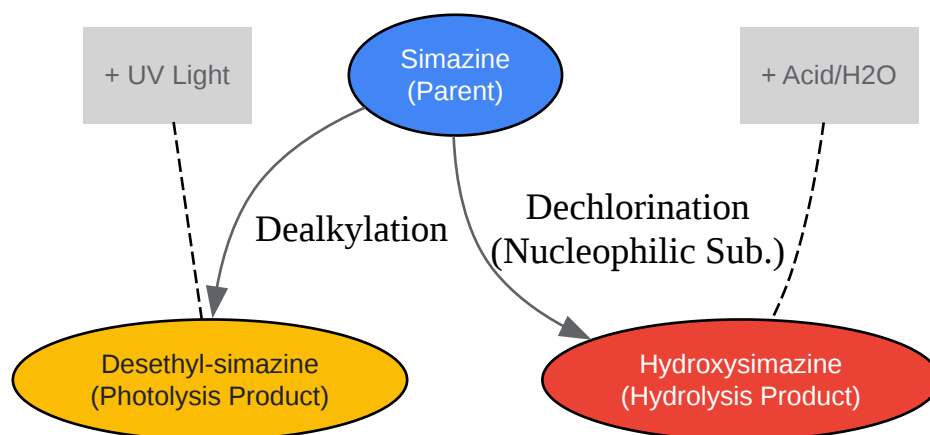 + UV Light
Simazine
(Parent)
+ Acid/H2O
Dealkylation
Dechlorination
(Nucleophilic Sub.)
Desethyl-simazine
(Photolysis Product)
Hydroxysimazine
(Hydrolysis Product)